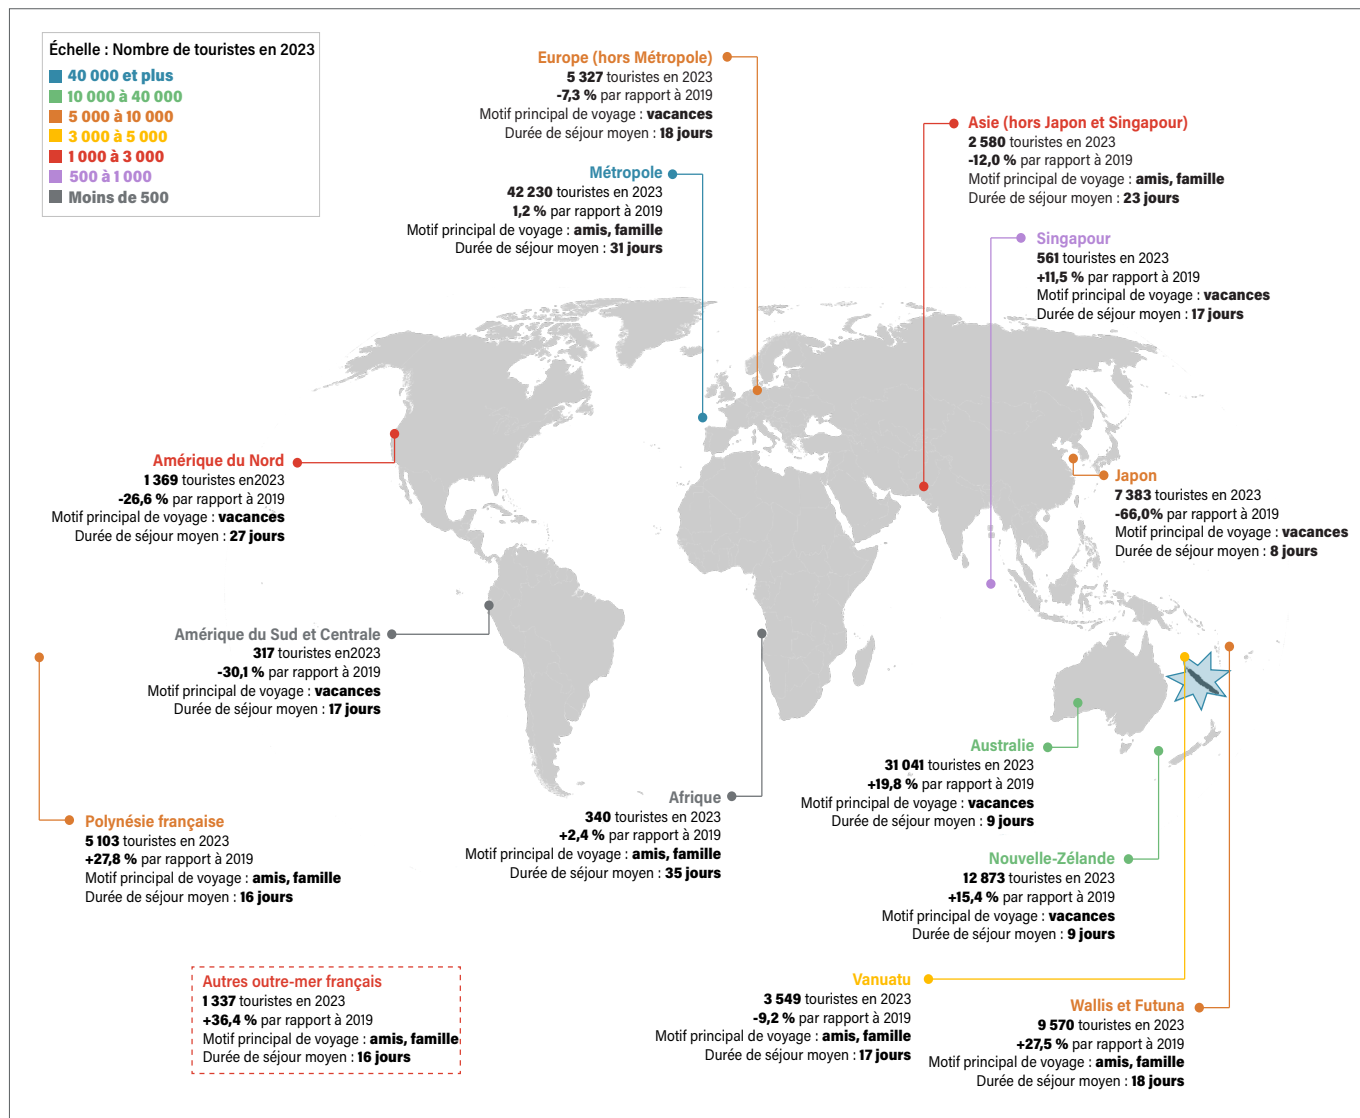 Échelle : Nombre de touristes en 2023
40 000 et plus
10 000 à 40 000
5 000 à 10 000
3 000 à 5 000
1 000 à 3 000
500 à 1 000
Moins de 500
Europe (hors Métropole)
5 327 touristes en 2023
-7,3 % par rapport à 2019
Motif principal de voyage : vacances
Durée de séjour moyen : 18 jours
Métropole
42 230 touristes en 2023
1,2 % par rapport à 2019
Motif principal de voyage : amis, famille
Durée de séjour moyen : 31 jours
Asie (hors Japon et Singapour)
2 580 touristes en 2023
-12,0 % par rapport à 2019
Motif principal de voyage : amis, famille
Durée de séjour moyen : 23 jours
Singapour
561 touristes en 2023
+11,5 % par rapport à 2019
Motif principal de voyage : vacances
Durée de séjour moyen : 17 jours
Amérique du Nord
1 369 touristes en2023
-26,6 % par rapport à 2019
Motif principal de voyage : vacances
Durée de séjour moyen : 27 jours
Japon
7 383 touristes en 2023
-66,0% par rapport à 2019
Motif principal de voyage : vacances
Durée de séjour moyen : 8 jours
Amérique du Sud et Centrale
317 touristes en2023
-30,1 % par rapport à 2019
Motif principal de voyage : vacances
Durée de séjour moyen : 17 jours
Australie
31 041 touristes en 2023
+19,8 % par rapport à 2019
Motif principal de voyage : vacances
Durée de séjour moyen : 9 jours
Afrique
340 touristes en 2023
+2,4 % par rapport à 2019
Motif principal de voyage : amis, famille
Durée de séjour moyen : 35 jours
Polynésie française
5 103 touristes en 2023
+27,8 % par rapport à 2019
Motif principal de voyage : amis, famille
Durée de séjour moyen : 16 jours
Nouvelle-Zélande
12 873 touristes en 2023
+15,4 % par rapport à 2019
Motif principal de voyage : vacances
Durée de séjour moyen : 9 jours
Autres outre-mer français
1 337 touristes en 2023
+36,4 % par rapport à 2019
Motif principal de voyage : amis, famille
Durée de séjour moyen : 16 jours
Vanuatu
3 549 touristes en 2023
-9,2 % par rapport à 2019
Motif principal de voyage : amis, famille
Durée de séjour moyen : 17 jours
Wallis et Futuna
9 570 touristes en 2023
+27,5 % par rapport à 2019
Motif principal de voyage : amis, famille
Durée de séjour moyen : 18 jours